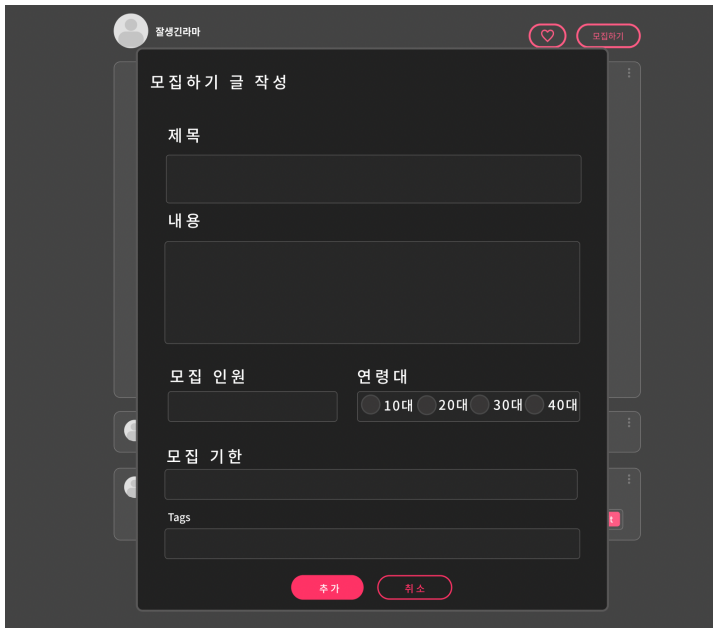 잘생긴라마
모집하기
모집하기 글 작성
제목
내용
모집 인원
연령대
10대 20대 30대 40대
모집 기한
Tags
추가
취소